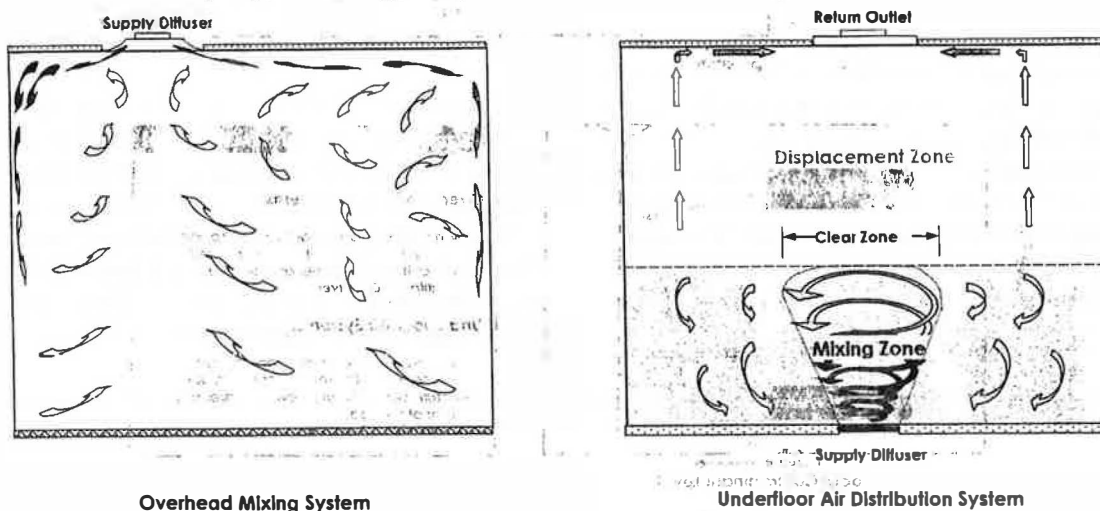 Supply Diffuser
Overhead Mixing System
Return Outlet
Displacement Zone
Clear Zone
Mixing Zone
Supply Diffuser
Underfloor Air Distribution System